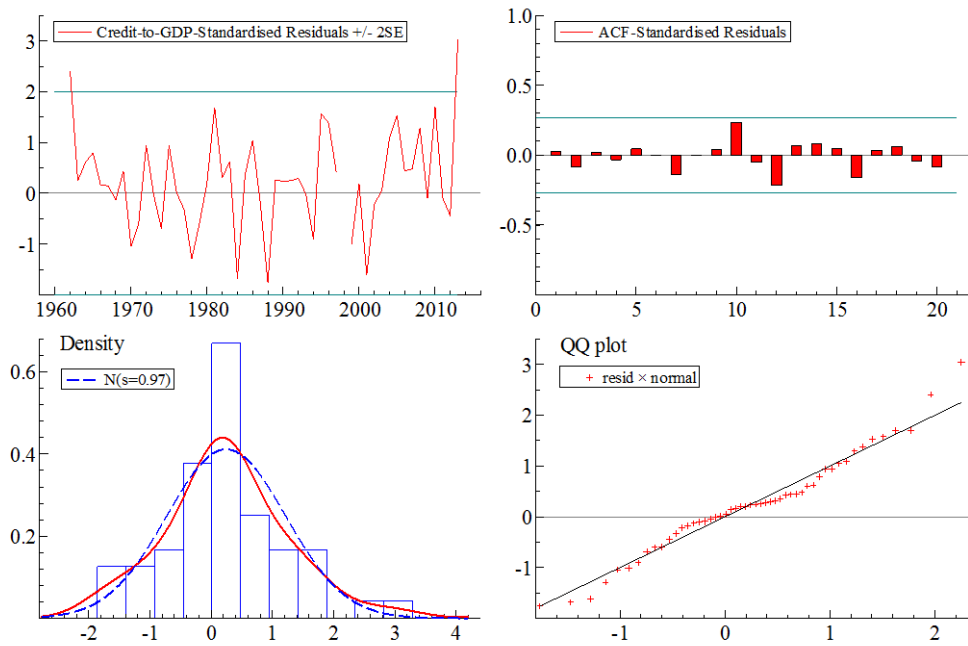 Credit-to-GDP-Standardised Residuals +/- 2SE
3
2
1
0
-1
1960 1970 1980 1990 2000 2010
ACF-Standardised Residuals
1.0
0.5
0.0
-0.5
0 5 10 15 20
Density
N(s=0.97)
0.6
0.4
0.2
-2 -1 0 1 2 3 4
QQ plot
resid × normal
3
2
1
0
-1
-1 0 1 2